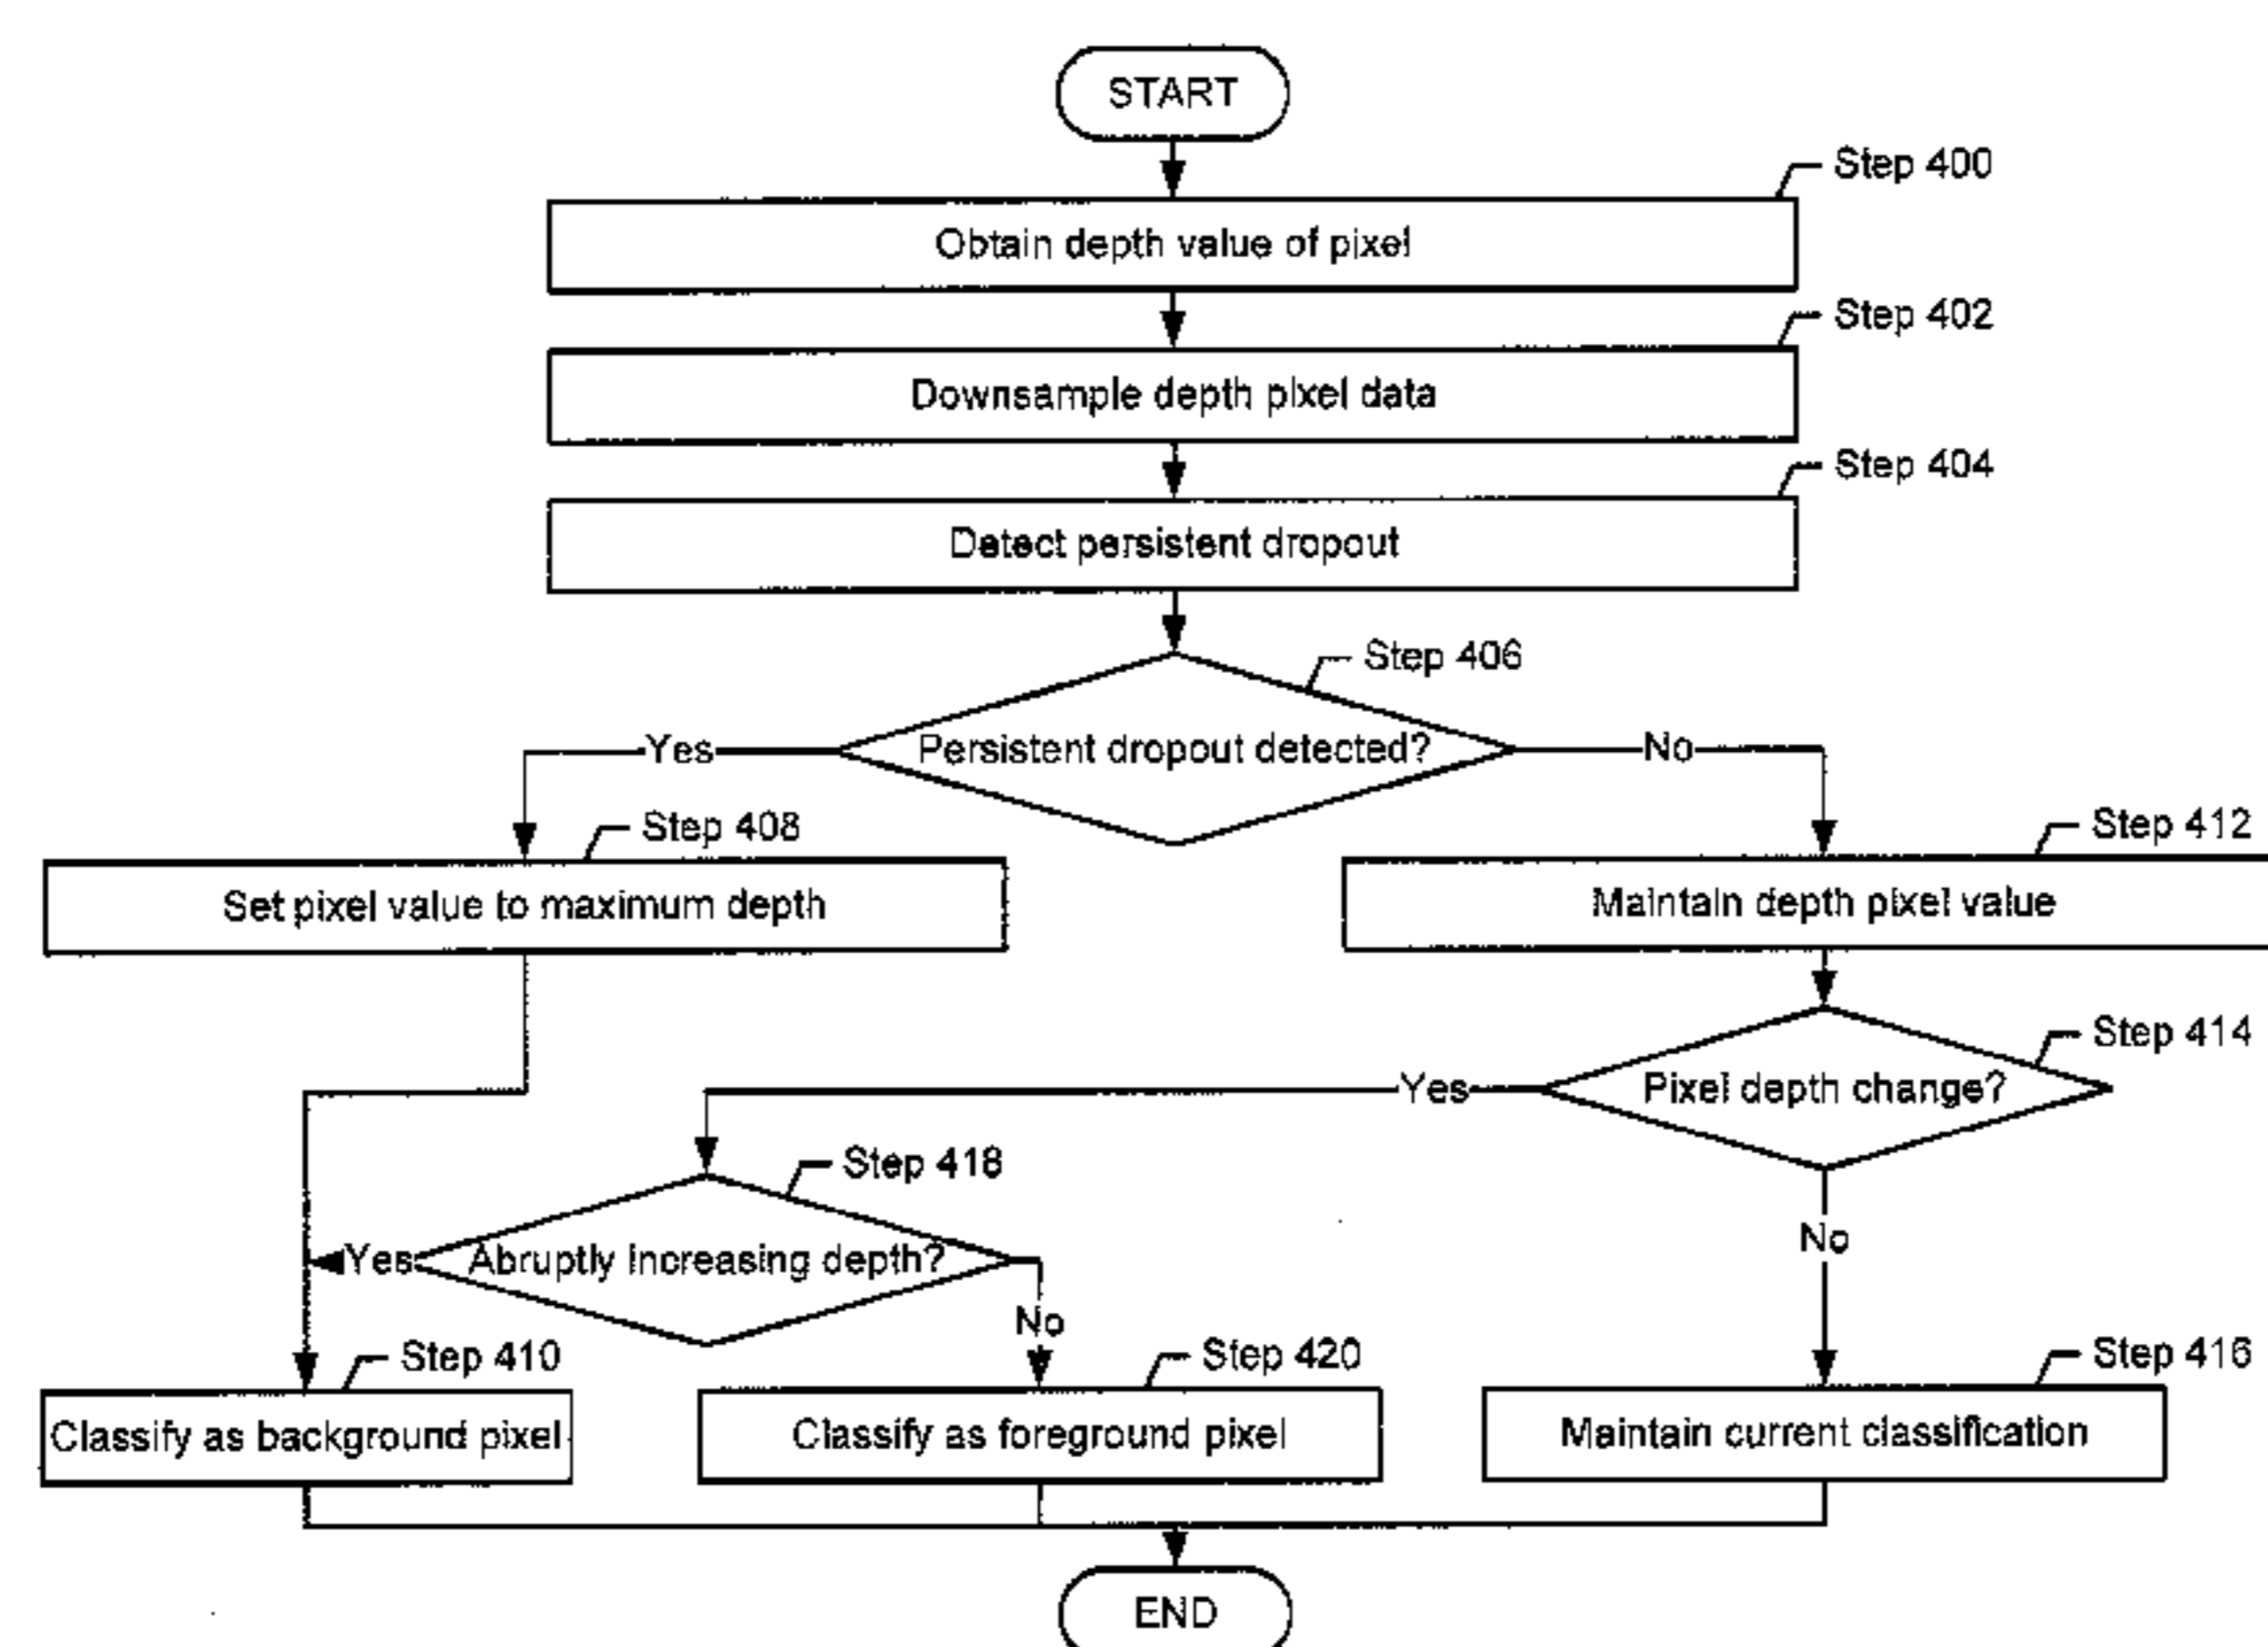 START
Step 400
Obtain depth value of pixel
Step 402
Downsample depth pixel data
Step 404
Detect persistent dropout
Step 406
Persistent dropout detected?
Yes
No
Step 408
Set pixel value to maximum depth
Step 412
Maintain depth pixel value
Step 414
Pixel depth change?
Yes
No
Step 418
Abruptly increasing depth?
Yes
No
Step 410
Classify as background pixel
Step 420
Classify as foreground pixel
Step 416
Maintain current classification
END